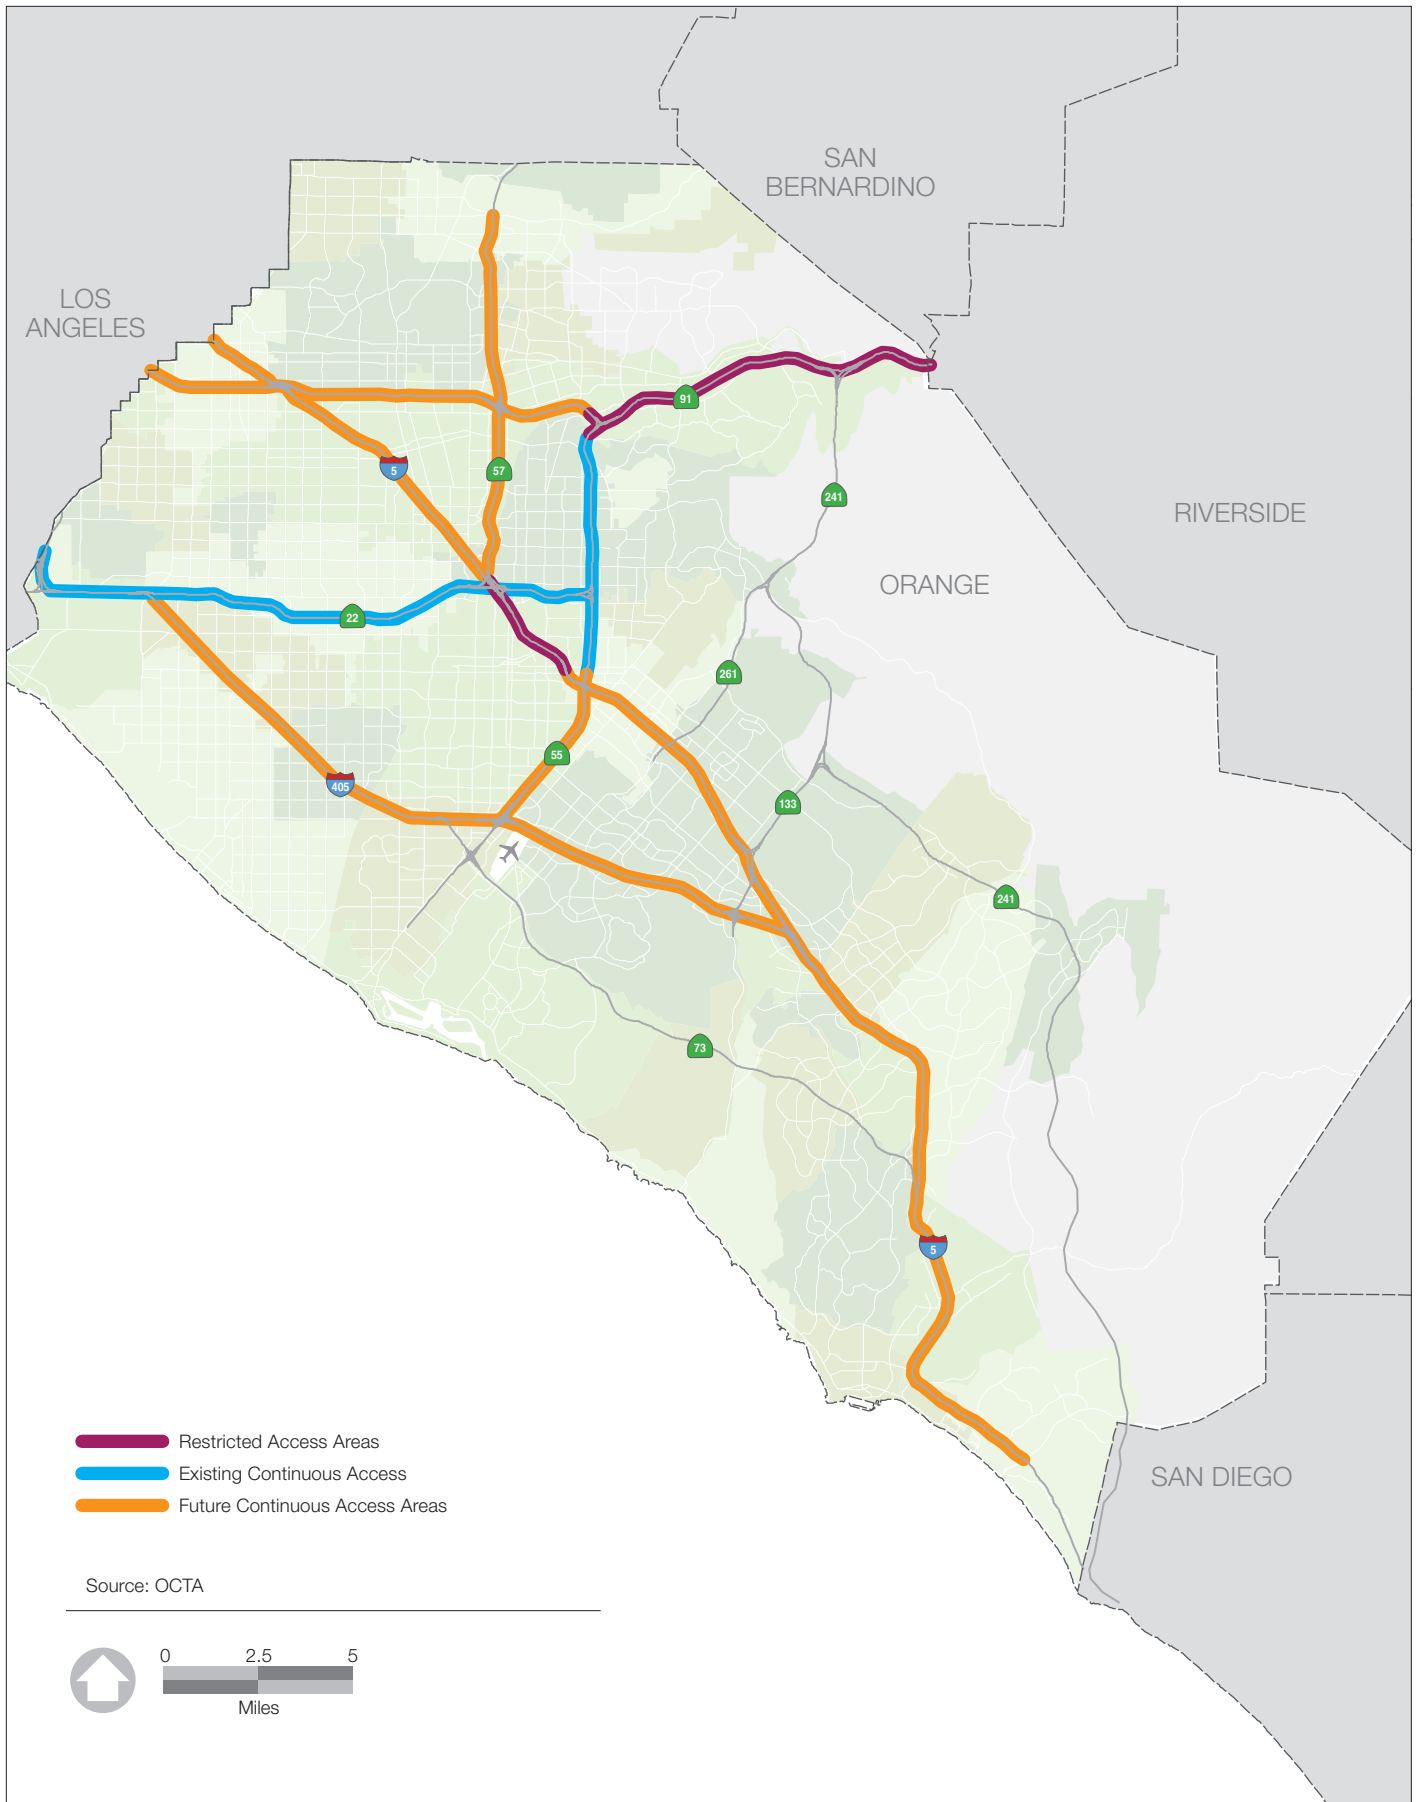 SAN
BERNARDINO
LOS
ANGELES
91
5
57
241
RIVERSIDE
ORANGE
22
261
55
405
133
241
73
5
Restricted Access Areas
Existing Continuous Access
Future Continuous Access Areas
SAN DIEGO
Source: OCTA
0 2.5 5
Miles